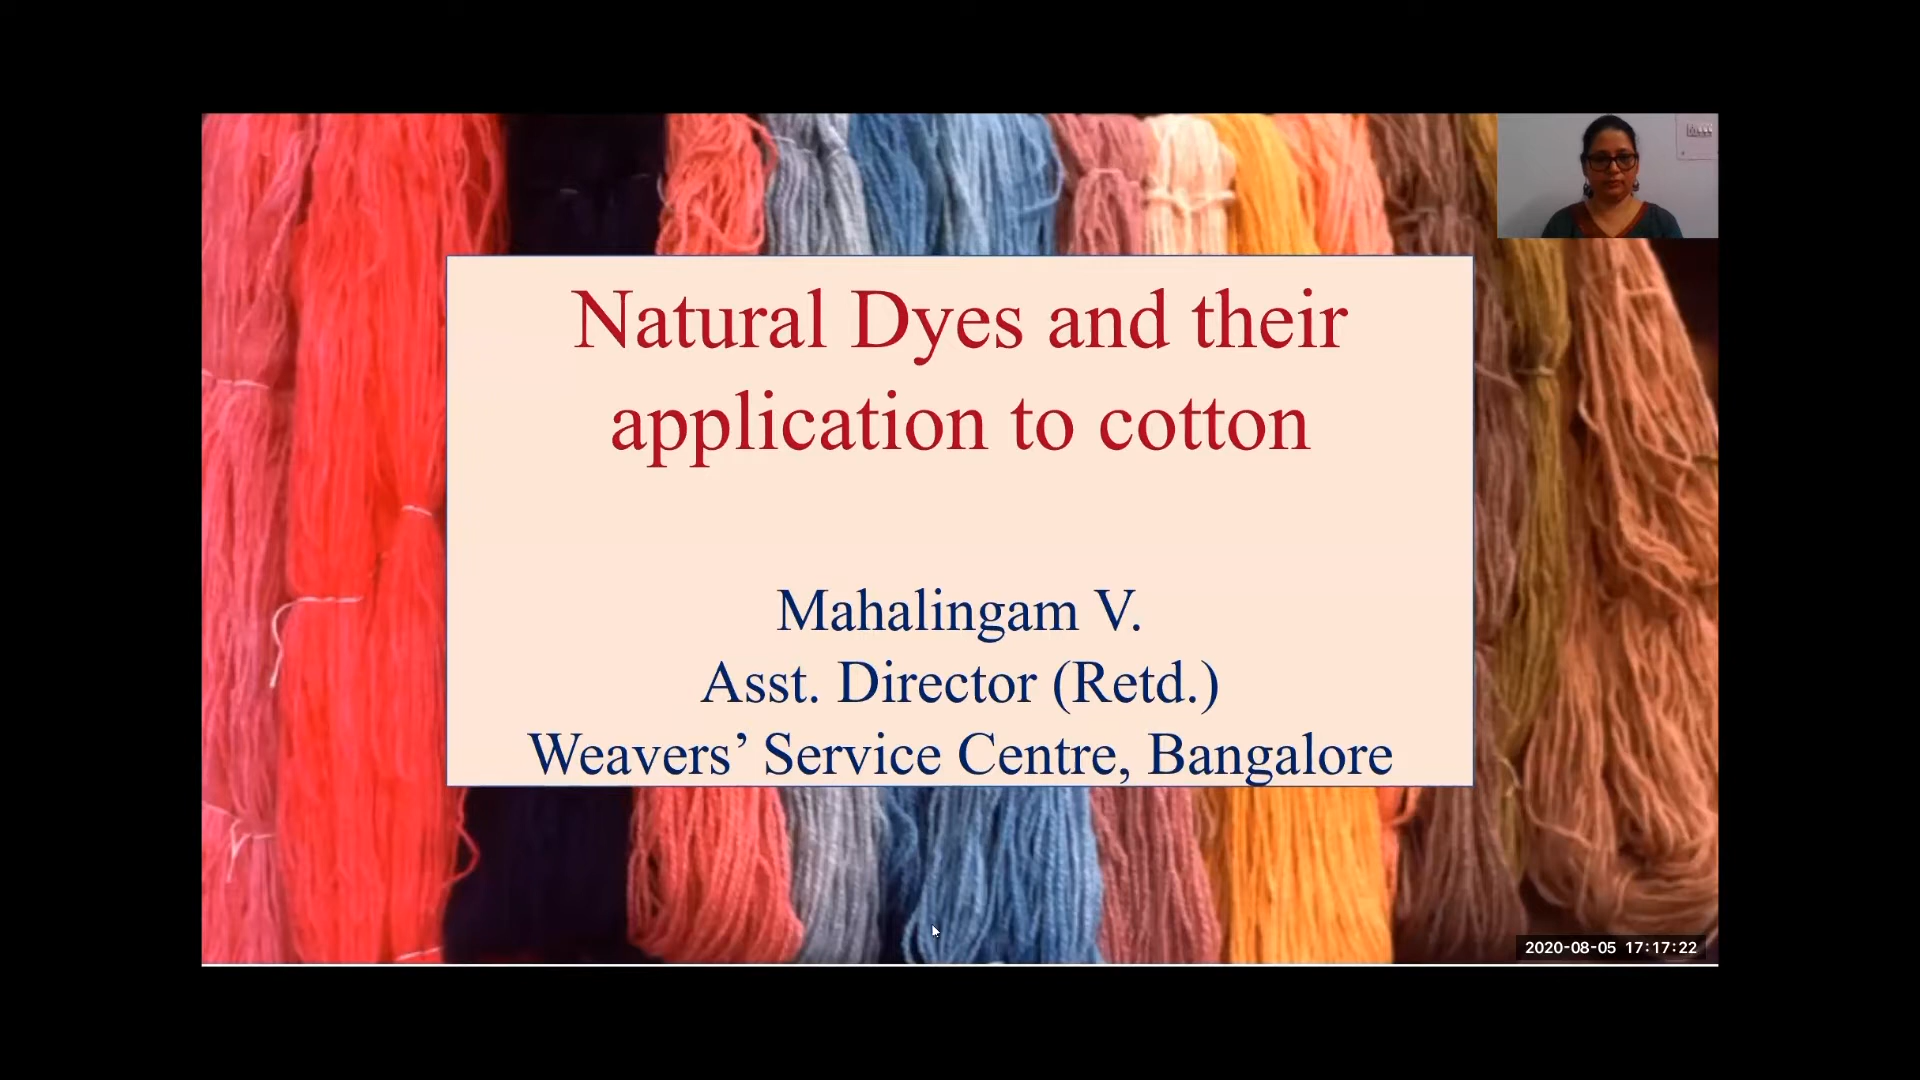 Natural Dyes and their
application to cotton
Mahalingam V.
Asst. Director (Retd.)
Weavers’ Service Centre, Bangalore
2020-08-05 17:17:22